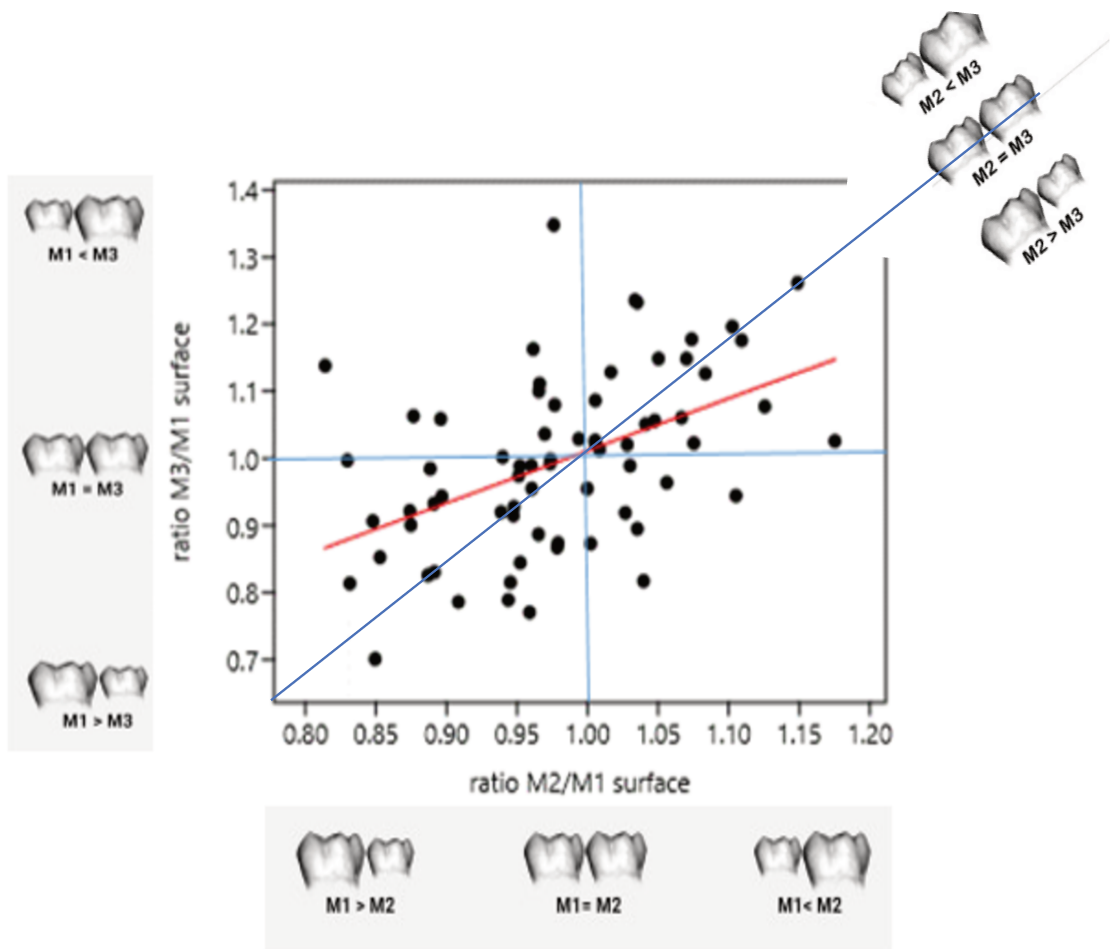 M2 < M3
M2 = M3
M2 > M3
M1 < M3
M1 = M3
M1 > M3
ratio M3/M1 surface
1.4
1.3
1.2
1.1
1.0
0.9
0.8
0.7
0.80 0.85 0.90 0.95 1.00 1.05 1.10 1.15 1.20
ratio M2/M1 surface
M1 > M2 M1= M2 M1< M2